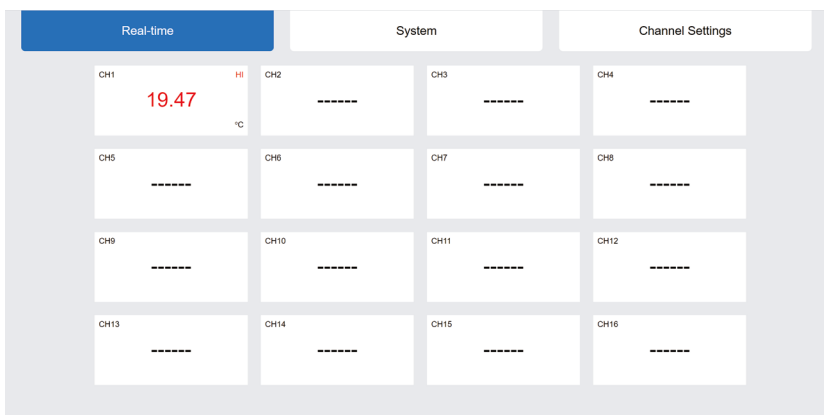 Real-time System Channel Settings
CH1 HI CH2 CH3 CH4
19.47 ------ ------ ------
°C
CH5 CH6 CH7 CH8
------ ------ ------ ------
CH9 CH10 CH11 CH12
------ ------ ------ ------
CH13 CH14 CH15 CH16
------ ------ ------ ------